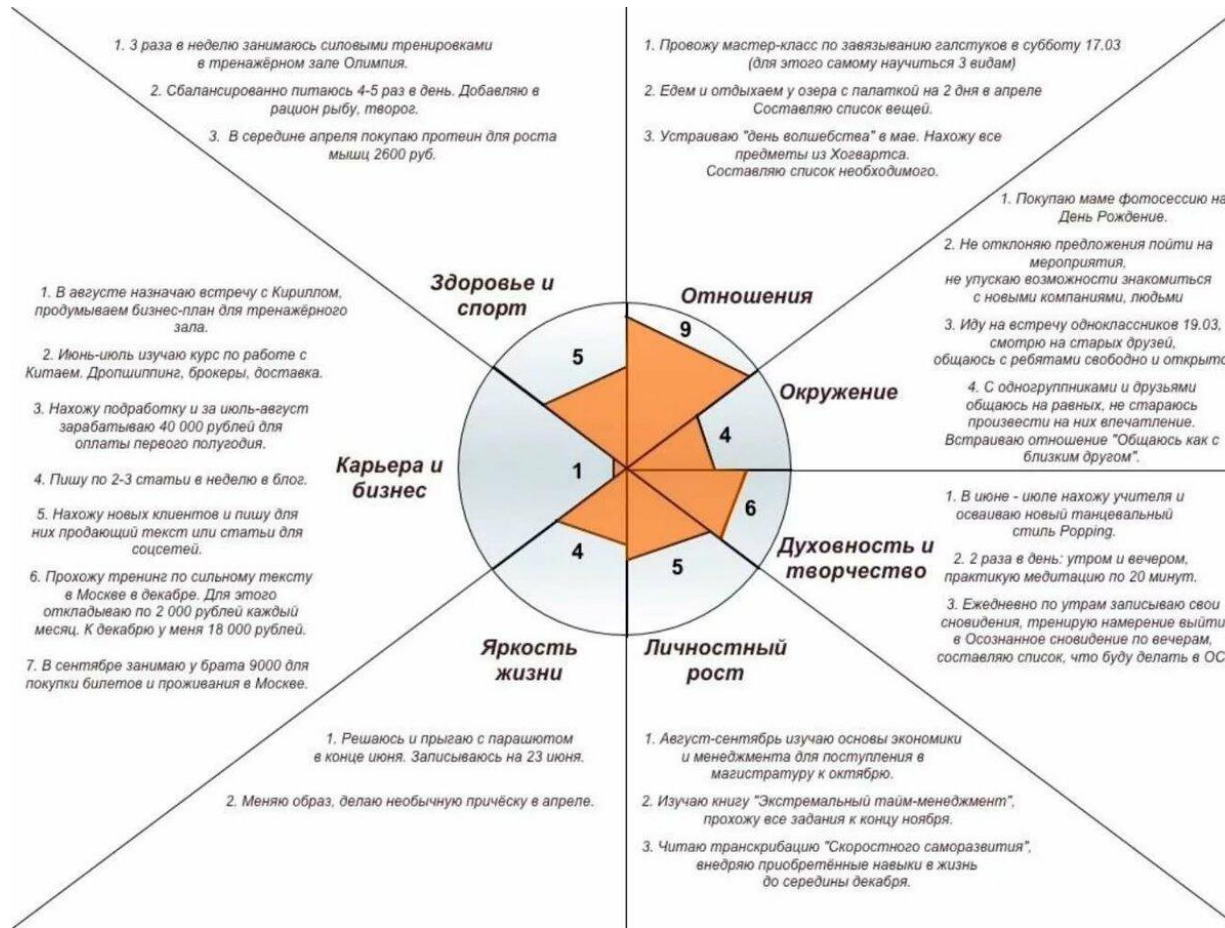 1. 3 раза в неделю занимаюсь силовыми тренировками
в тренажёрном зале Олимпия.
2. Сбалансированно питаюсь 4-5 раз в день. Добавляю в
рацион рыбу, творог.
3. В середине апреля покупаю протеин для роста
мышц 2600 руб.
1. Провожу мастер-класс по завязыванию галстуков в субботу 17.03
(для этого самому научиться 3 видам)
2. Едем и отдыхаем у озера с палаткой на 2 дня в апреле
Составляю список вещей.
3. Устраиваю "день волшебства" в мае. Нахожу все
предметы из Хогвартса.
Составляю список необходимого.
1. Покупаю маме фотосессию на
День Рождение.
2. Не отклоняю предложения пойти на
мероприятия,
не упускаю возможности знакомиться
с новыми компаниями, людьми
3. Иду на встречу одноклассников 19.03,
смотрю на старых друзей,
общаюсь с ребятами свободно и открыто
4. С одногруппниками и друзьями
общаюсь на равных, не стараюсь
произвести на них впечатление.
Встраиваю отношение "Общаюсь как с
близким другом".
1. В августе назначаю встречу с Кириллом,
продумываем бизнес-план для тренажёрного
зала.
2. Июнь-июль изучаю курс по работе с
Китаем. Дропшиппинг, брокеры, доставка.
3. Нахожу подработку и за июль-август
зарабатываю 40 000 рублей для
оплаты первого полугодия.
4. Пишу по 2-3 статьи в неделю в блог.
5. Нахожу новых клиентов и пишу для
них продающий текст или статьи для
соцсетей.
6. Прохожу тренинг по сильному тексту
в Москве в декабре. Для этого
откладываю по 2 000 рублей каждый
месяц. К декабрю у меня 18 000 рублей.
7. В сентябре занимаю у брата 9000 для
покупки билетов и проживания в Москве.
Здоровье и
спорт
5
Отношения
9
Окружение
4
Карьера и
бизнес
1
6
Духовность и
творчество
4
5
Яркость
жизни
Личностный
рост
1. В июне - июле нахожу учителя и
осваиваю новый танцевальный
стиль Popping.
2. 2 раза в день: утром и вечером,
практикую медитацию по 20 минут.
3. Ежедневно по утрам записываю свои
сновидения, тренирую намерение выйти
в Осознанное сновидение по вечерам,
составляю список, что буду делать в ОС
1. Решаюсь и прыгаю с парашютом
в конце июня. Записываюсь на 23 июня.
2. Меняю образ, делаю необычную причёску в апреле.
1. Август-сентябрь изучаю основы экономики
и менеджмента для поступления в
магистратуру к октябрю.
2. Изучаю книгу "Экстремальный тайм-менеджмент",
прохожу все задания к концу ноября.
3. Читаю транскрибацию "Скоростного саморазвития",
внедряю приобретённые навыки в жизнь
до середины декабря.